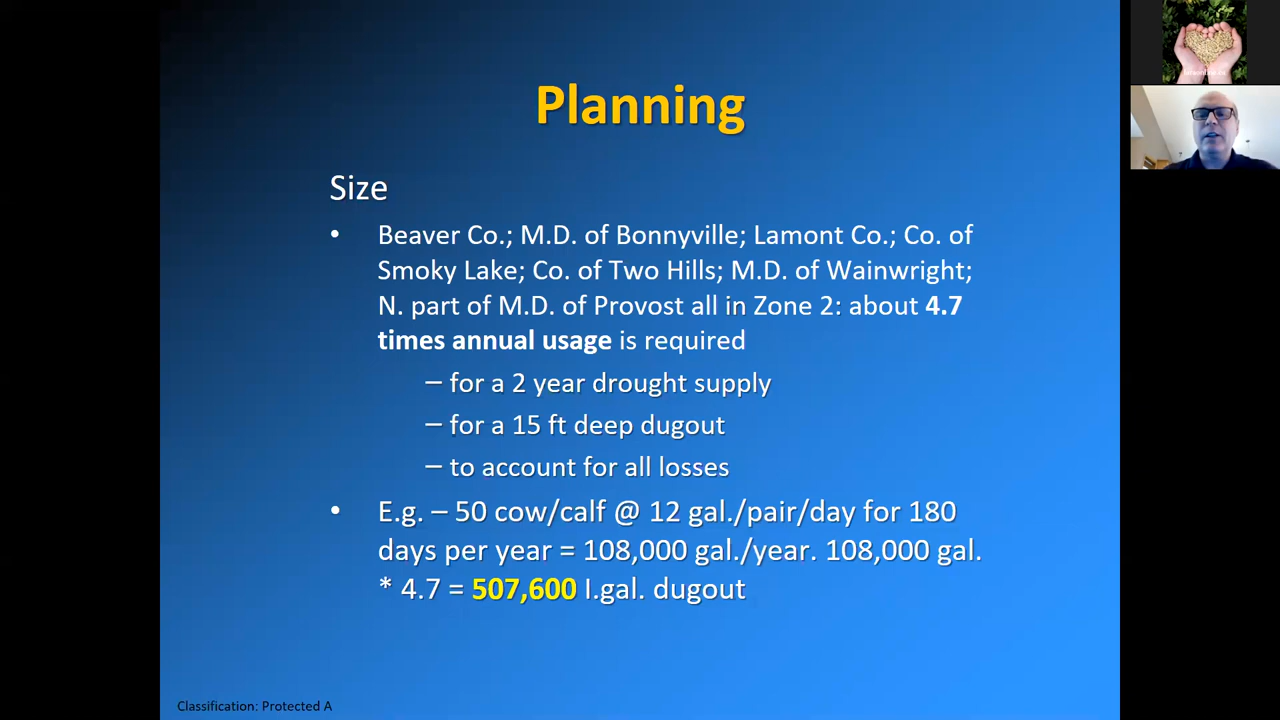 Planning
Size
• Beaver Co.; M.D. of Bonnyville; Lamont Co.; Co. of
Smoky Lake; Co. of Two Hills; M.D. of Wainwright;
N. part of M.D. of Provost all in Zone 2: about 4.7
times annual usage is required
– for a 2 year drought supply
– for a 15 ft deep dugout
– to account for all losses
• E.g. – 50 cow/calf @ 12 gal./pair/day for 180
days per year = 108,000 gal./year. 108,000 gal.
* 4.7 = 507,600 I.gal. dugout
Classification: Protected A